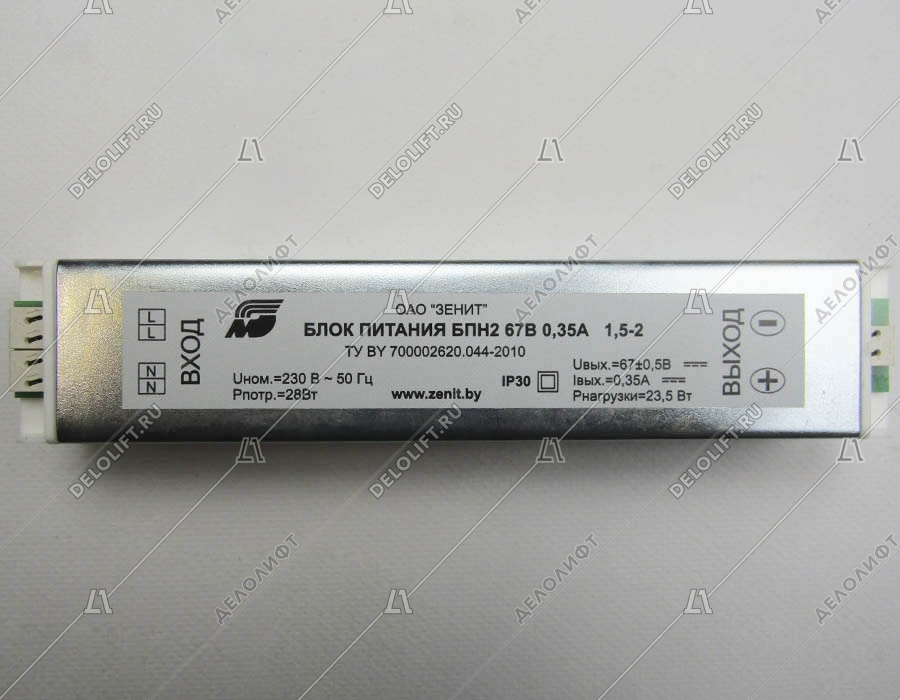 ОАО "ЗЕНИТ"
БЛОК ПИТАНИЯ БПН2 67В 0,35А 1,5-2
ТУ BY 700002620.044-2010
L
L
N
N
ВХОД
Uном.=230 В ~ 50 Гц
Рпотр.=28Вт
www.zenit.by
IP30
Uвых.=67±0,5В
Iвых.=0,35А
Рнагрузки=23,5 Вт
ВЫХОД
−
+
DELOLIFT.RU
ДЕЛОЛИФТ